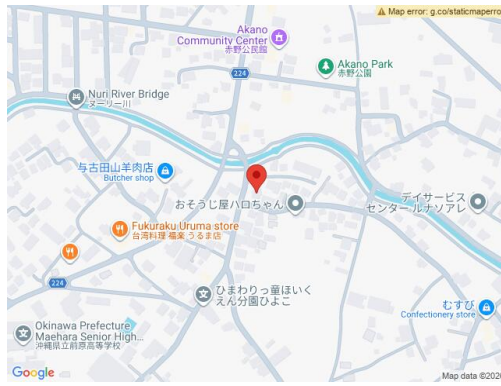 Map error: g.co/staticmaperro
Akano
Community Center
赤野公民館
224
Akano Park
赤野公園
Nuri River Bridge
ヌーリー川
与古田山羊肉店
Butcher shop
おそうじ屋ハロちゃん
デイサービス
センター ルナソアレ
Fukuraku Uruma store
台湾料理 福楽 うるま店
224
ひまわりっ童ほいく
えん分園ひよこ
むすび
Confectionery store
Okinawa Prefecture
Maehara Senior High...
沖縄県立前原高等学校
Google
Map data ©2026